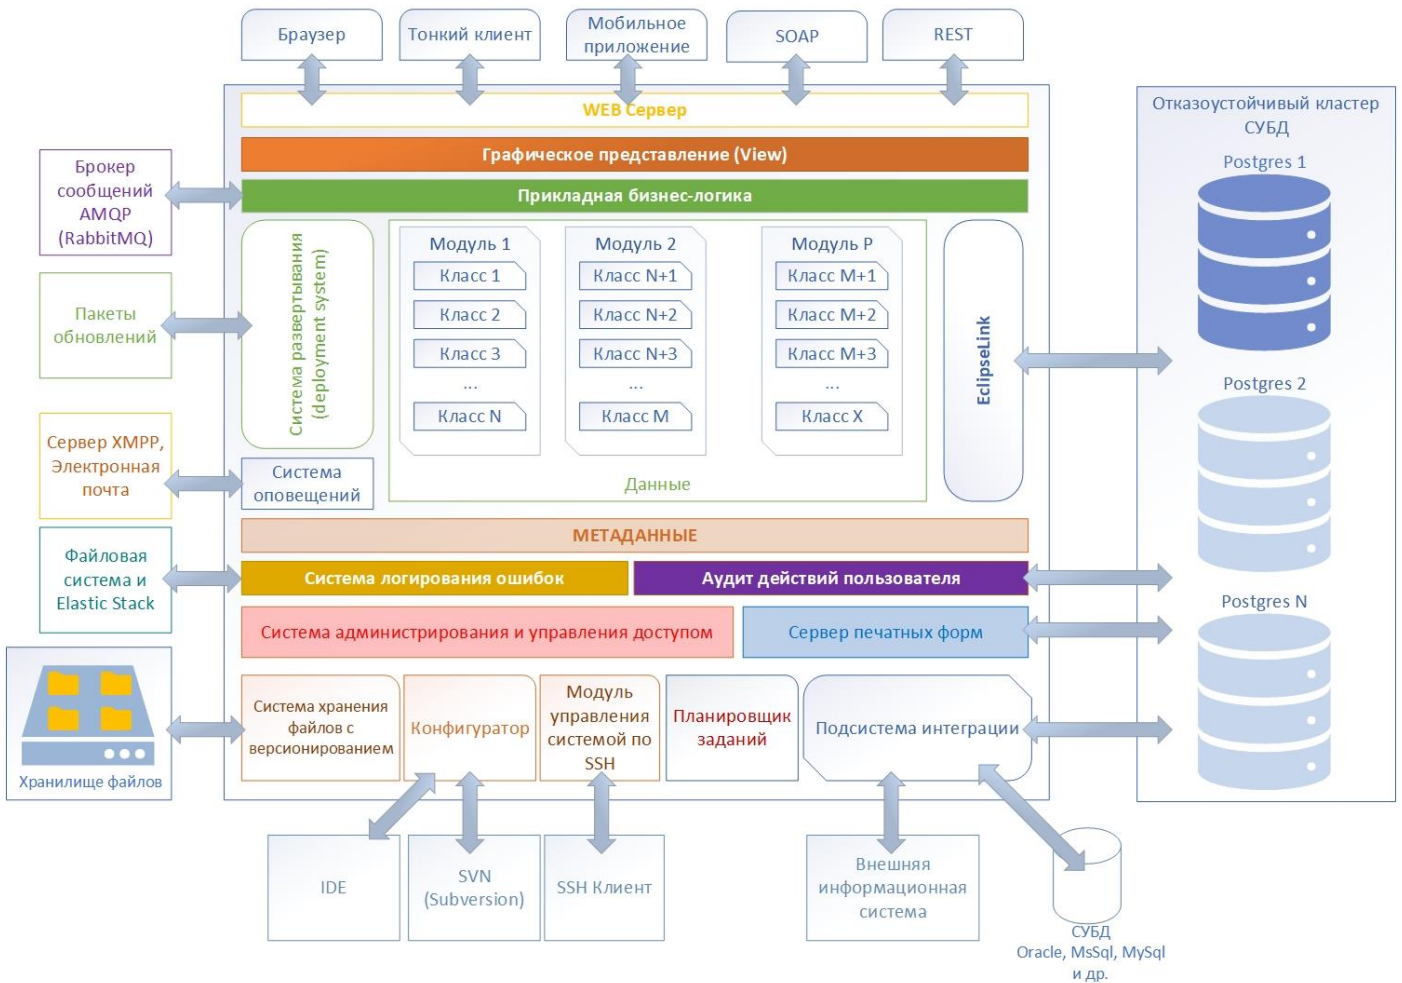 Браузер
Тонкий клиент
Мобильное
приложение
SOAP
REST
WEB Сервер
Графическое представление (View)
Прикладная бизнес-логика
Брокер
сообщений
AMQP
(RabbitMQ)
Пакеты
обновлений
Сервер XMPP,
Электронная
почта
Файловая
система и
Elastic Stack
Хранилище файлов
Система развертывания
(deployment system)
Система
оповещений
Модуль 1
Класс 1
Класс 2
Класс 3
...
Класс N
Модуль 2
Класс N+1
Класс N+2
Класс N+3
...
Класс M
Модуль P
Класс M+1
Класс M+2
Класс M+3
...
Класс X
Данные
EclipseLink
МЕТАДАННЫЕ
Система логирования ошибок
Аудит действий пользователя
Система администрирования и управления доступом
Сервер печатных форм
Система хранения
файлов с
версионированием
Конфигуратор
Модуль
управления
системой по
SSH
Планировщик
заданий
Подсистема интеграции
IDE
SVN
(Subversion)
SSH Клиент
Внешняя
информационная
система
СУБД
Oracle, MsSql, MySql
и др.
Отказоустойчивый кластер
СУБД
Postgres 1
Postgres 2
Postgres N